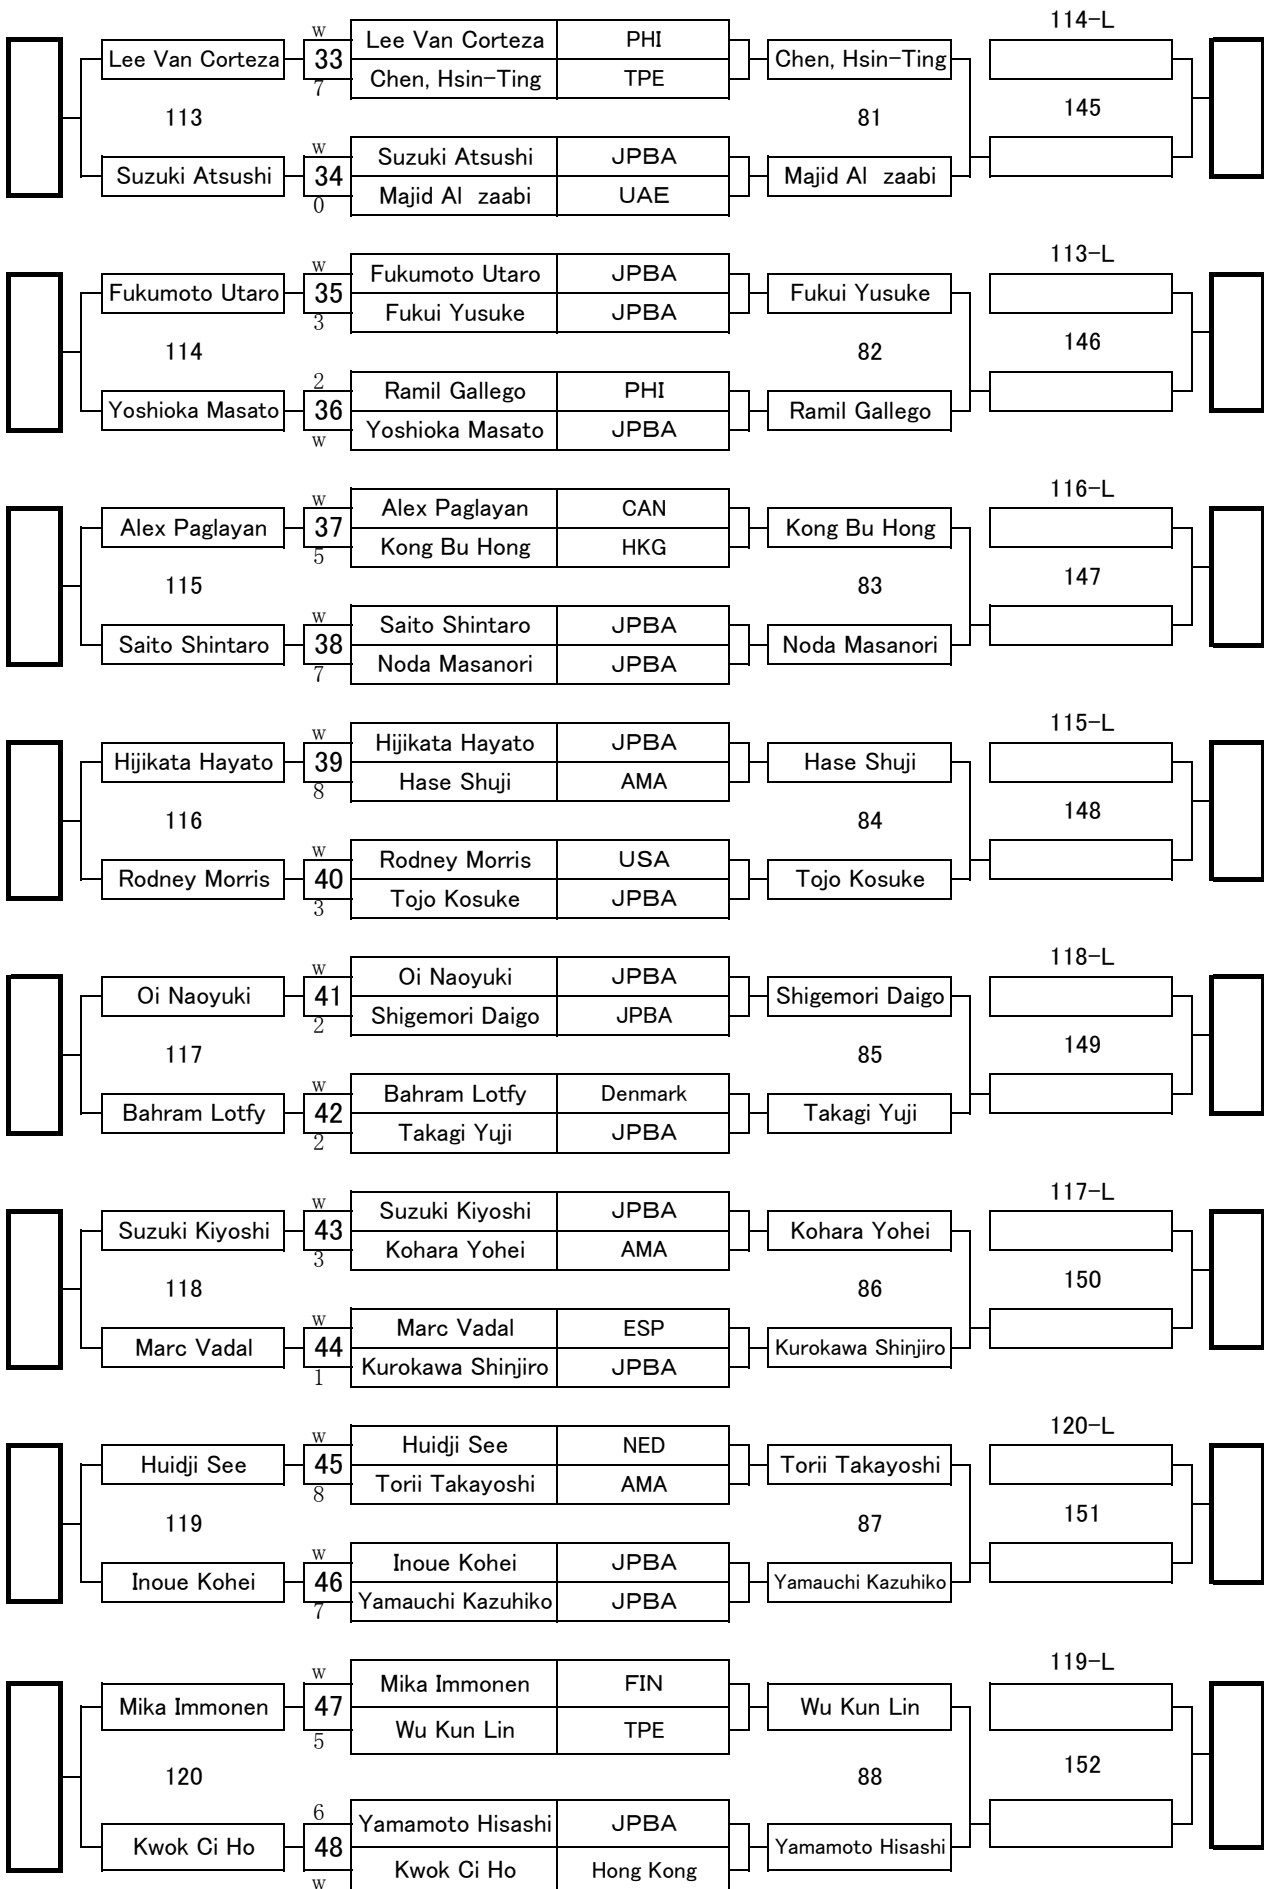 114-L
W
Lee Van Corteza 33 Lee Van Corteza PHI Chen, Hsin-Ting
7 Chen, Hsin-Ting TPE
113 81 145
W
Suzuki Atsushi 34 Suzuki Atsushi JPBA Majid Al zaabi
0 Majid Al zaabi UAE
113-L
W
Fukumoto Utaro 35 Fukumoto Utaro JPBA Fukui Yusuke
3 Fukui Yusuke JPBA
114 82 146
2
Yoshioka Masato 36 Ramil Gallego PHI Ramil Gallego
W Yoshioka Masato JPBA
116-L
W
Alex Paglayan 37 Alex Paglayan CAN Kong Bu Hong
5 Kong Bu Hong HKG
115 83 147
W
Saito Shintaro 38 Saito Shintaro JPBA Noda Masanori
7 Noda Masanori JPBA
115-L
W
Hijikata Hayato 39 Hijikata Hayato JPBA Hase Shuji
8 Hase Shuji AMA
116 84 148
W
Rodney Morris 40 Rodney Morris USA Tojo Kosuke
3 Tojo Kosuke JPBA
118-L
W
Oi Naoyuki 41 Oi Naoyuki JPBA Shigemori Daigo
2 Shigemori Daigo JPBA
117 85 149
W
Bahram Lotfy 42 Bahram Lotfy Denmark Takagi Yuji
2 Takagi Yuji JPBA
117-L
W
Suzuki Kiyoshi 43 Suzuki Kiyoshi JPBA Kohara Yohei
3 Kohara Yohei AMA
118 86 150
W
Marc Vadal 44 Marc Vadal ESP Kurokawa Shinjiro
1 Kurokawa Shinjiro JPBA
120-L
W
Huidji See 45 Huidji See NED Torii Takayoshi
8 Torii Takayoshi AMA
119 87 151
W
Inoue Kohei 46 Inoue Kohei JPBA Yamauchi Kazuhiko
7 Yamauchi Kazuhiko JPBA
119-L
W
Mika Immonen 47 Mika Immonen FIN Wu Kun Lin
5 Wu Kun Lin TPE
120 88 152
6
Kwok Ci Ho 48 Yamamoto Hisashi JPBA Yamamoto Hisashi
W Kwok Ci Ho Hong Kong